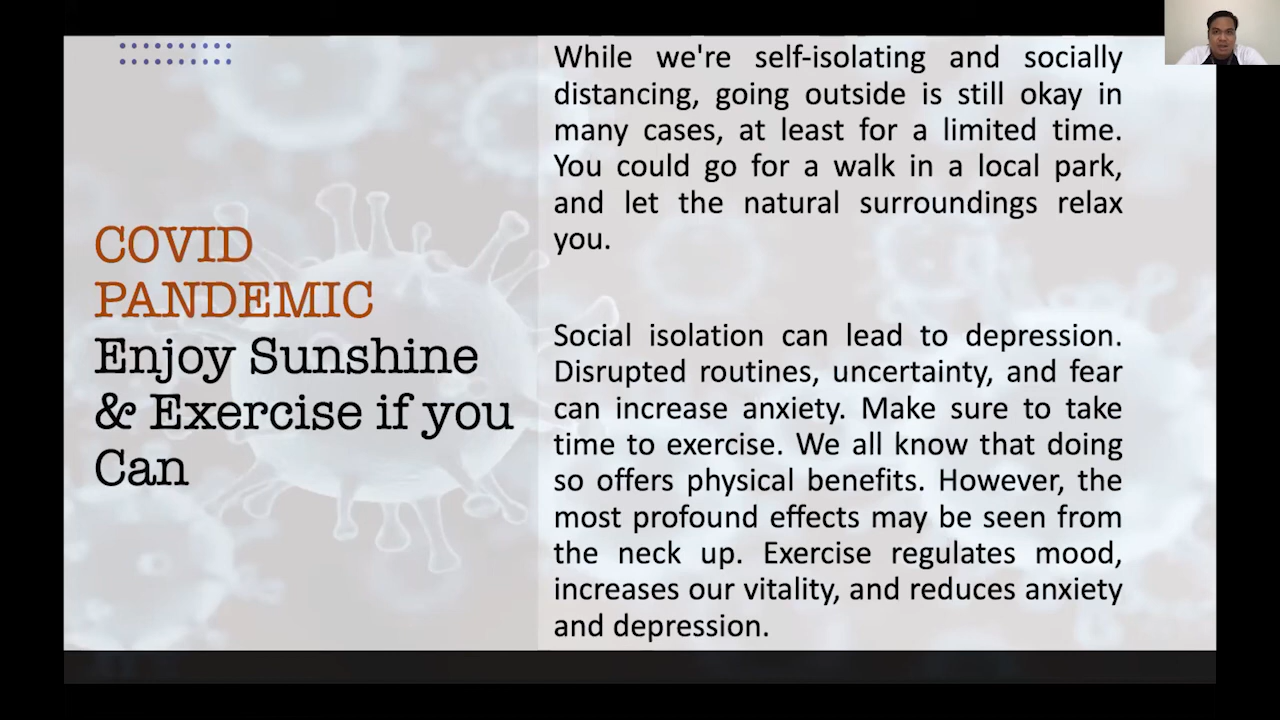 COVID
PANDEMIC
Enjoy Sunshine
& Exercise if you
Can
While we're self-isolating and socially
distancing, going outside is still okay in
many cases, at least for a limited time.
You could go for a walk in a local park,
and let the natural surroundings relax
you.
Social isolation can lead to depression.
Disrupted routines, uncertainty, and fear
can increase anxiety. Make sure to take
time to exercise. We all know that doing
so offers physical benefits. However, the
most profound effects may be seen from
the neck up. Exercise regulates mood,
increases our vitality, and reduces anxiety
and depression.